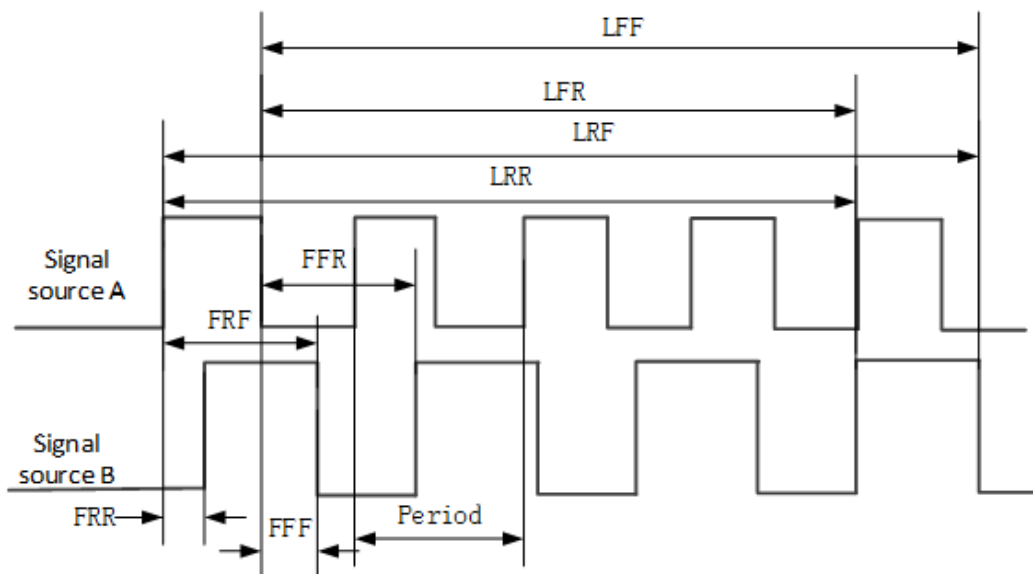 LFF
LFR
LRF
LRR
Signal
source A
FFR
FRF
Signal
source B
FRR
FFF
Period